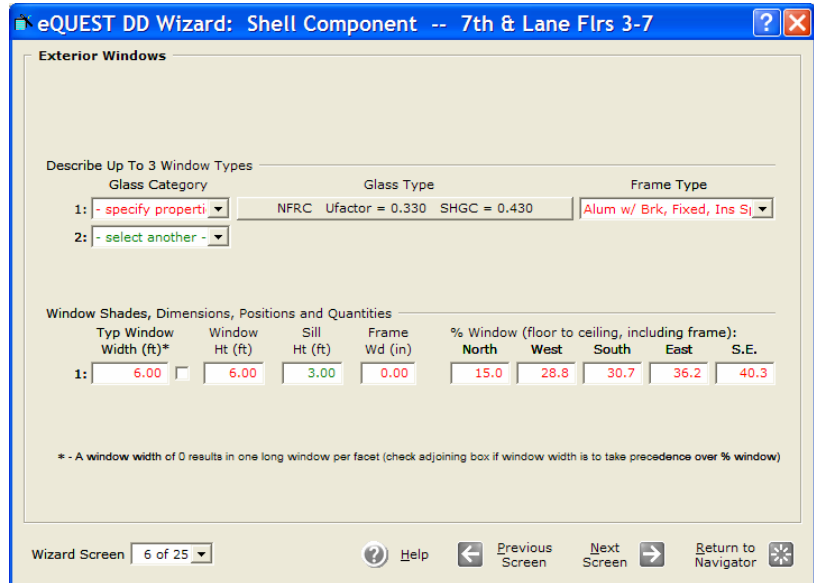 eQUEST DD Wizard: Shell Component -- 7th & Lane Flrs 3-7
Exterior Windows
Describe Up To 3 Window Types
Glass Category Glass Type Frame Type
1: - specify properti NFRC Ufactor = 0.330 SHGC = 0.430 Alum w/ Brk, Fixed, Ins Sp
2: - select another -
Window Shades, Dimensions, Positions and Quantities
Typ Window Window Sill Frame % Window (floor to ceiling, including frame):
Width (ft)* Ht (ft) Ht (ft) Wd (in) North West South East S.E.
1: 6.00 6.00 3.00 0.00 15.0 28.8 30.7 36.2 40.3
* - A window width of 0 results in one long window per facet (check adjoining box if window width is to take precedence over % window)
Wizard Screen 6 of 25 ? Help Previous Screen Next Screen Return to Navigator